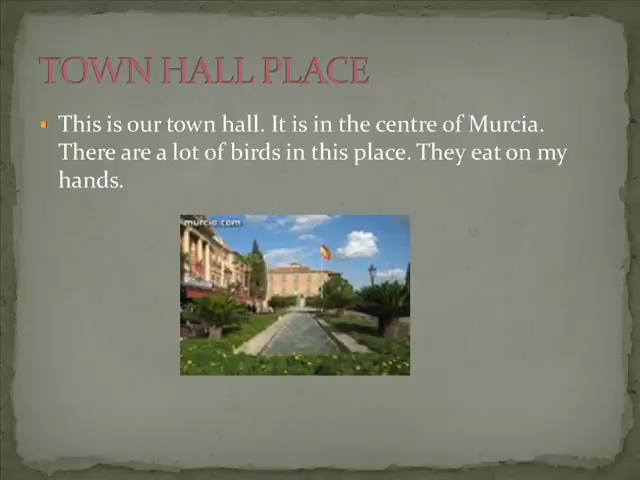 TOWN HALL PLACE
This is our town hall. It is in the centre of Murcia.
There are a lot of birds in this place. They eat on my
hands.
murcia.com